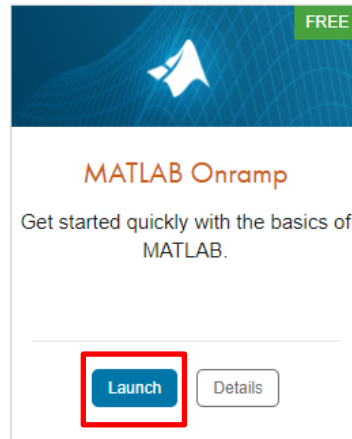 FREE
MATLAB Onramp
Get started quickly with the basics of
MATLAB.
Launch
Details